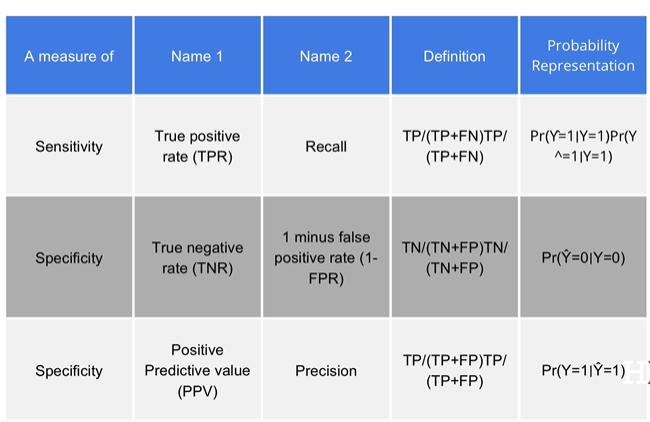 A measure of
Name 1
Name 2
Definition
Probability
Representation
Sensitivity
True positive
rate (TPR)
Recall
TP/(TP+FN)TP/
(TP+FN)
Pr(Ŷ=1|Y=1)Pr(Y
^=1|Y=1)
Specificity
True negative
rate (TNR)
1 minus false
positive rate (1-
FPR)
TN/(TN+FP)TN/
(TN+FP)
Pr(Ŷ=0|Y=0)
Specificity
Positive
Predictive value
(PPV)
Precision
TP/(TP+FP)TP/
(TP+FP)
Pr(Y=1|Ŷ=1)